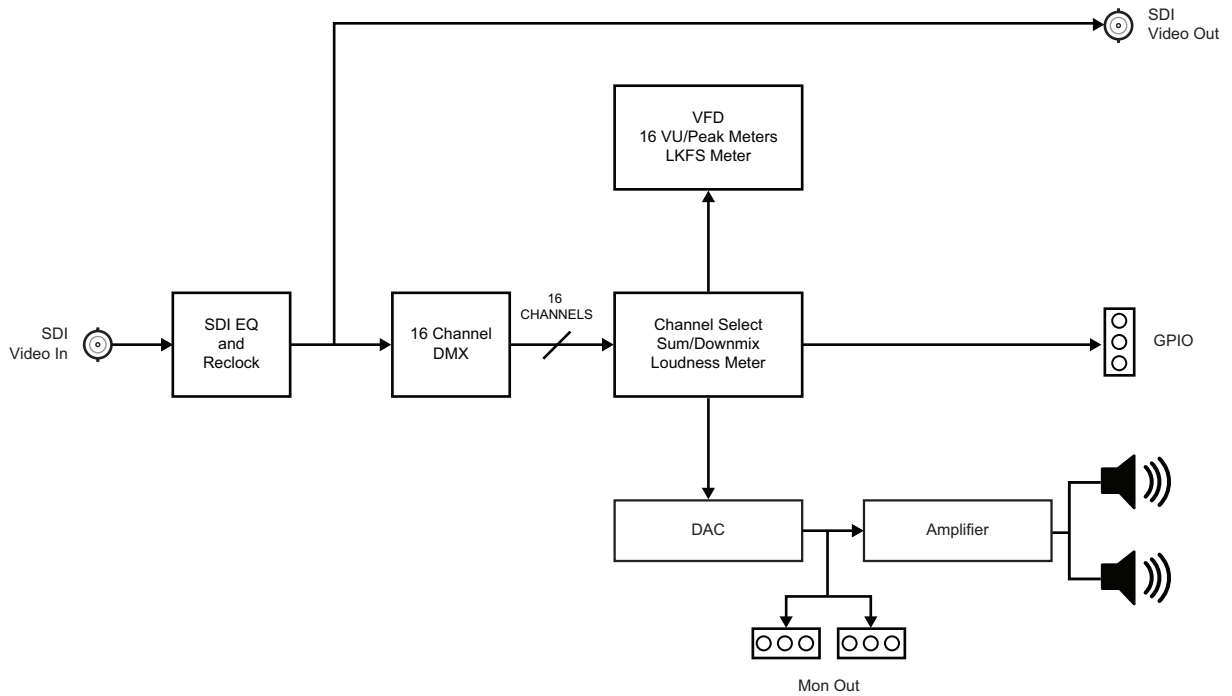 SDI
Video Out
VFD
16 VU/Peak Meters
LKFS Meter
SDI
Video In
SDI EQ
and
Reclock
16 Channel
DMX
16
CHANNELS
Channel Select
Sum/Downmix
Loudness Meter
GPIO
DAC
Amplifier
Mon Out